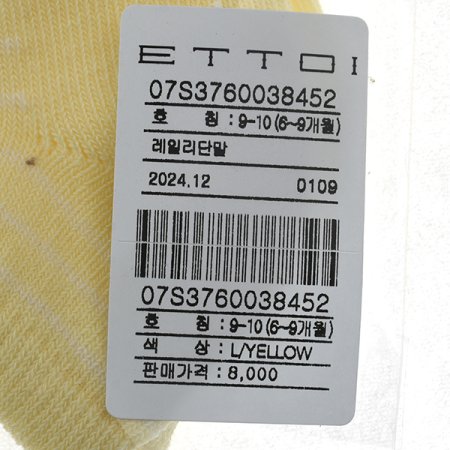 ETTOI
07S3760038452
호 칭 : 9-10 (6~9개월)
레일리단말
2024.12 0109
07S3760038452
호 칭 : 9-10 (6~9개월)
색 상 : L/YELLOW
판매가격 : 8,000